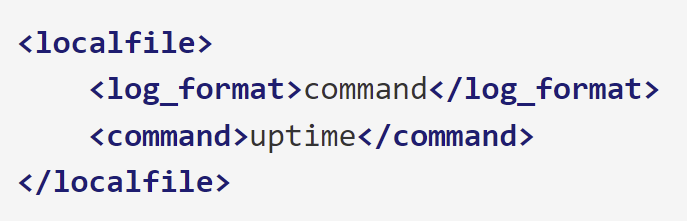 <localfile>
<log_format>command</log_format>
<command>uptime</command>
</localfile>